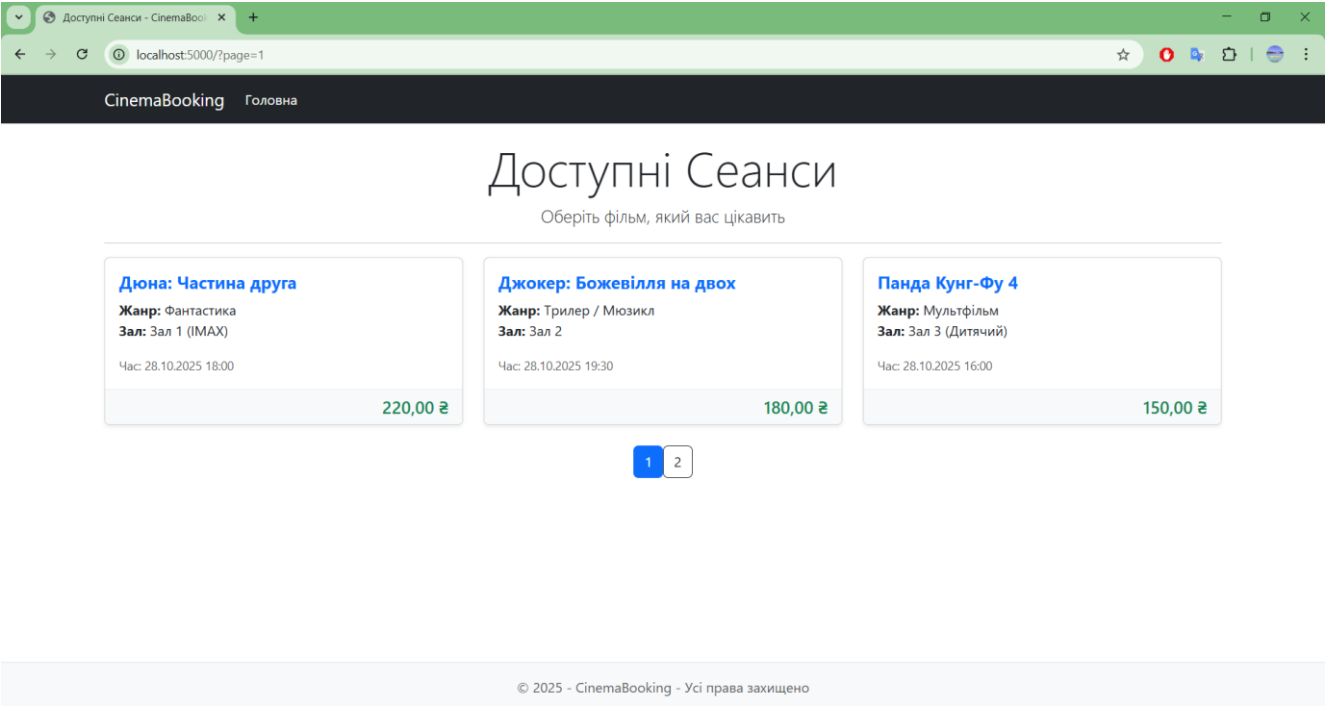 Доступні Сеанси - CinemaBoo
localhost:5000/?page=1
CinemaBooking Головна
Доступні Сеанси
Оберіть фільм, який вас цікавить
Дюна: Частина друга
Жанр: Фантастика
Зал: Зал 1 (IMAX)
Час: 28.10.2025 18:00
220,00 ₴
Джокер: Божевілля на двох
Жанр: Трилер / Мюзикл
Зал: Зал 2
Час: 28.10.2025 19:30
180,00 ₴
Панда Кунг-Фу 4
Жанр: Мультфільм
Зал: Зал 3 (Дитячий)
Час: 28.10.2025 16:00
150,00 ₴
1 2
© 2025 - CinemaBooking - Усі права захищено